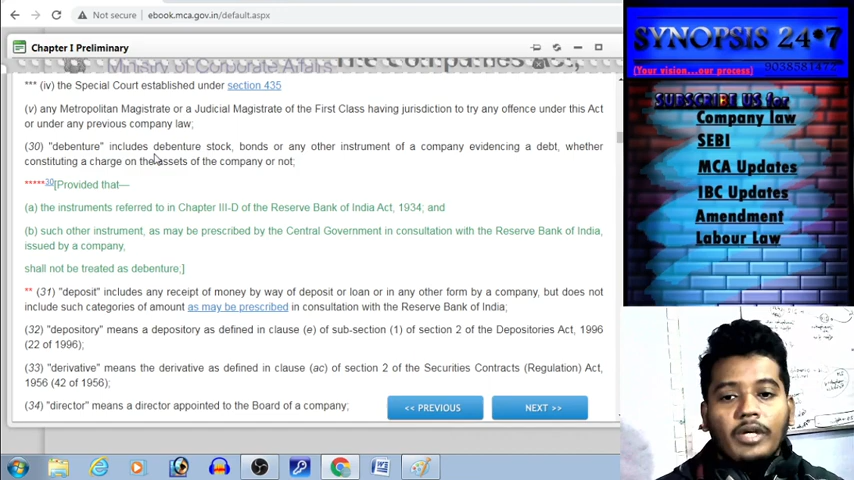 Not secure | ebook.mca.gov.in/default.aspx
SYNOPSIS 24*7
Chapter I Preliminary
9038581477
(Your vision...our process)
Ministry of Corporate Affairs
The Companies Act,
*** (iv) the Special Court established under section 435
SUBSCRIBE US for
(v) any Metropolitan Magistrate or a Judicial Magistrate of the First Class having jurisdiction to try any offence under this Act
or under any previous company law;
Company law
SEBI
MCA Updates
IBC Updates
Amendment
Labour Law
(30) "debenture" includes debenture stock, bonds or any other instrument of a company evidencing a debt, whether
constituting a charge on the assets of the company or not;
*****30[Provided that—
(a) the instruments referred to in Chapter III-D of the Reserve Bank of India Act, 1934; and
(b) such other instrument, as may be prescribed by the Central Government in consultation with the Reserve Bank of India,
issued by a company,
shall not be treated as debenture;]
** (31) "deposit" includes any receipt of money by way of deposit or loan or in any other form by a company, but does not
include such categories of amount as may be prescribed in consultation with the Reserve Bank of India;
(32) "depository" means a depository as defined in clause (e) of sub-section (1) of section 2 of the Depositories Act, 1996
(22 of 1996);
(33) "derivative" means the derivative as defined in clause (ac) of section 2 of the Securities Contracts (Regulation) Act,
1956 (42 of 1956);
(34) "director" means a director appointed to the Board of a company;
<< PREVIOUS
NEXT >>